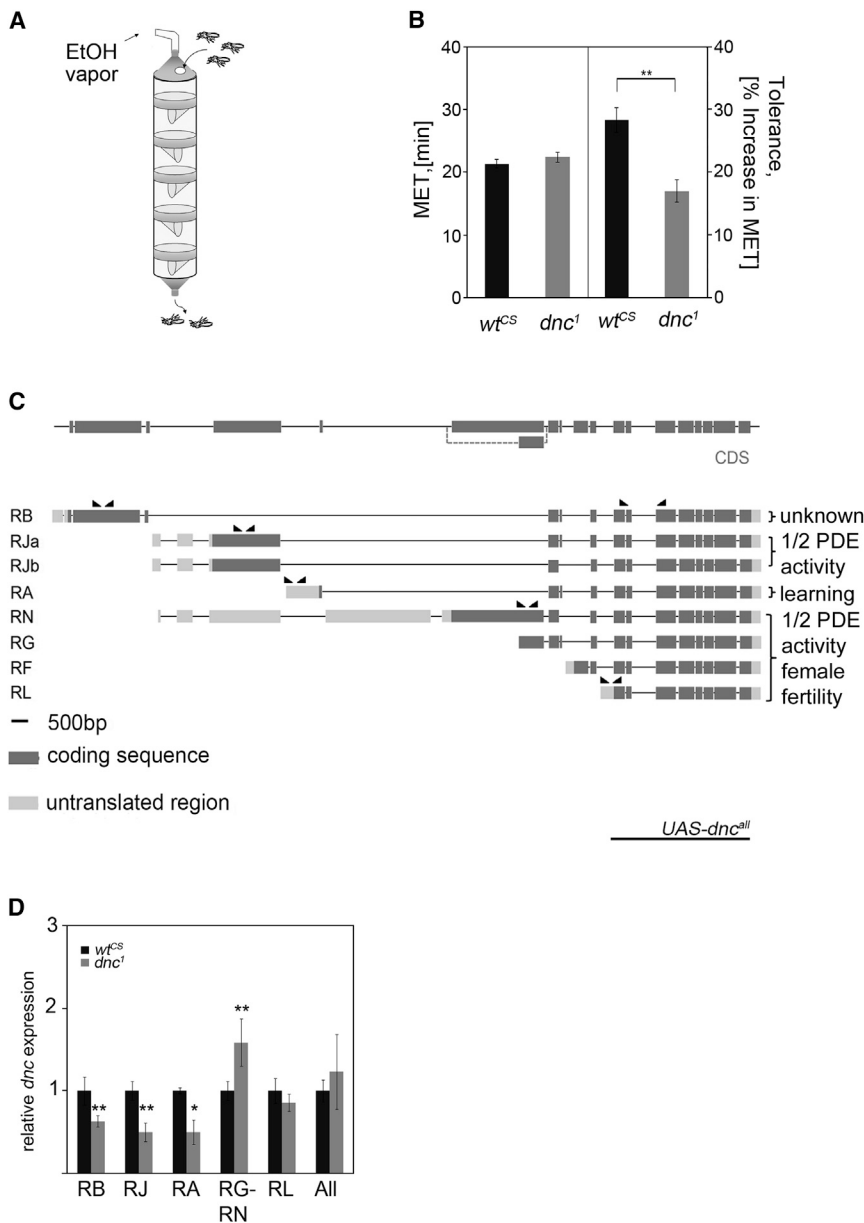 A
EtOH
vapor
B
40
30
20
10
0
MET,[min]
**
40
30
20
10
0
Tolerance,
[% Increase in MET]
wtCS dnc1 wtCS dnc1
C
CDS
RB unknown
RJa 1/2 PDE
RJb activity
RA learning
RN 1/2 PDE
RG activity
RF female
RL fertility
500bp
coding sequence
untranslated region
UAS-dncall
D
relative dnc expression
3
2
1
wtCS
dnc1
** ** * **
RB RJ RA RG- RL All
RN